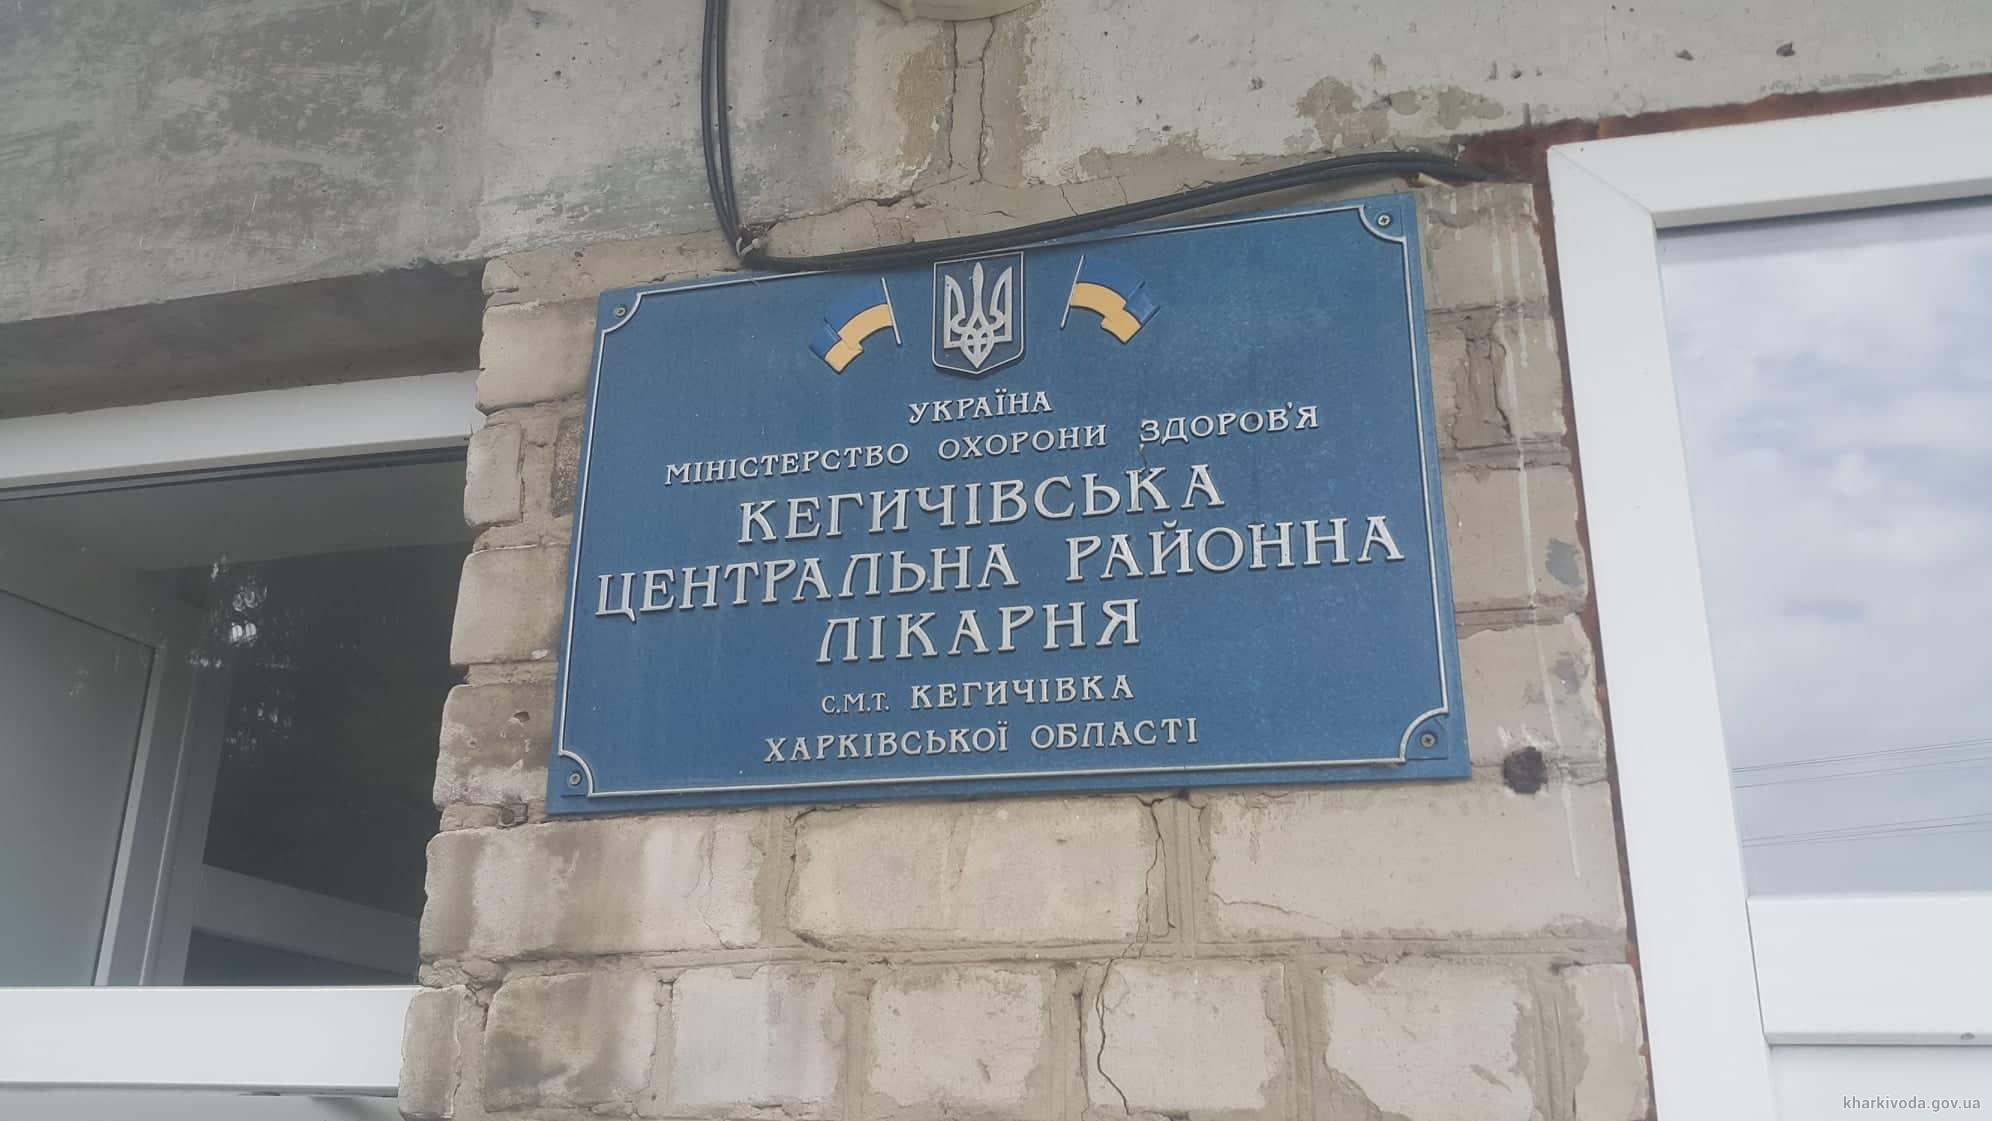 УКРАЇНА
МІНІСТЕРСТВО ОХОРОНИ ЗДОРОВ'Я
КЕГИЧІВСЬКА
ЦЕНТРАЛЬНА РАЙОННА
ЛІКАРНЯ
С.М.Т. КЕГИЧІВКА
ХАРКІВСЬКОЇ ОБЛАСТІ
kharkivoda.gov.ua